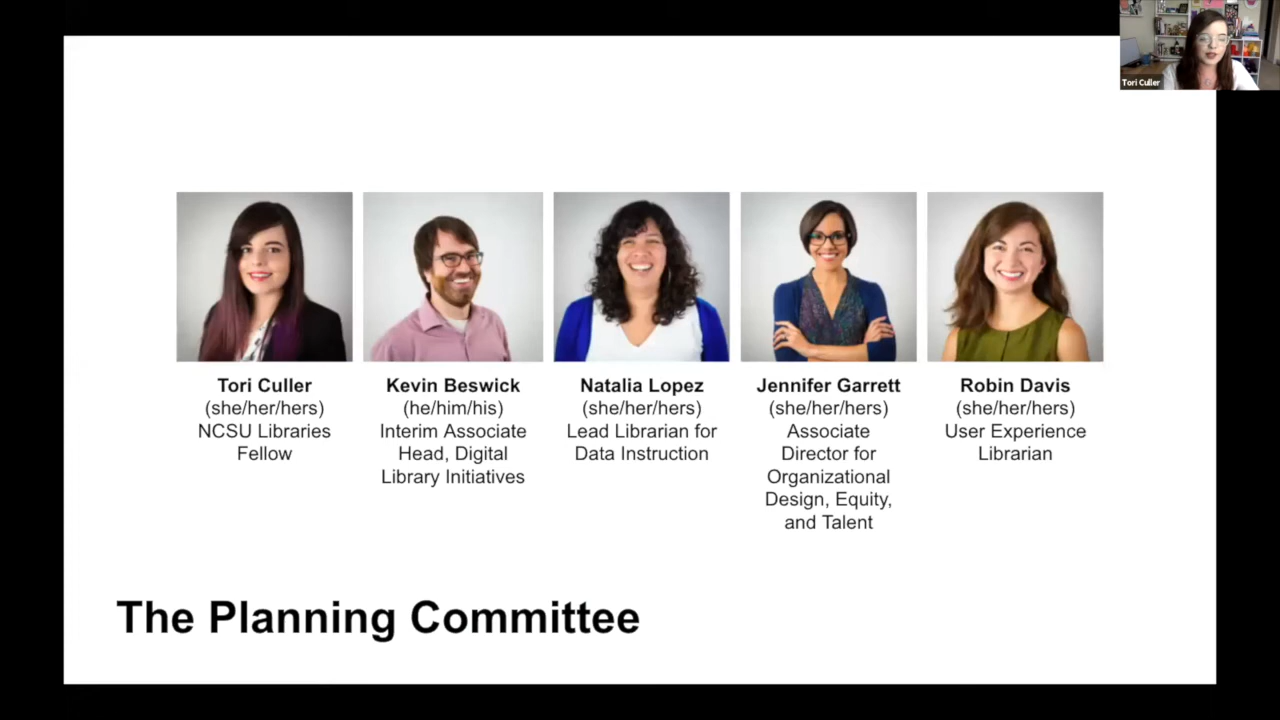 Tori Culler
Tori Culler
(she/her/hers)
NCSU Libraries
Fellow
Kevin Beswick
(he/him/his)
Interim Associate
Head, Digital
Library Initiatives
Natalia Lopez
(she/her/hers)
Lead Librarian for
Data Instruction
Jennifer Garrett
(she/her/hers)
Associate
Director for
Organizational
Design, Equity,
and Talent
Robin Davis
(she/her/hers)
User Experience
Librarian
The Planning Committee